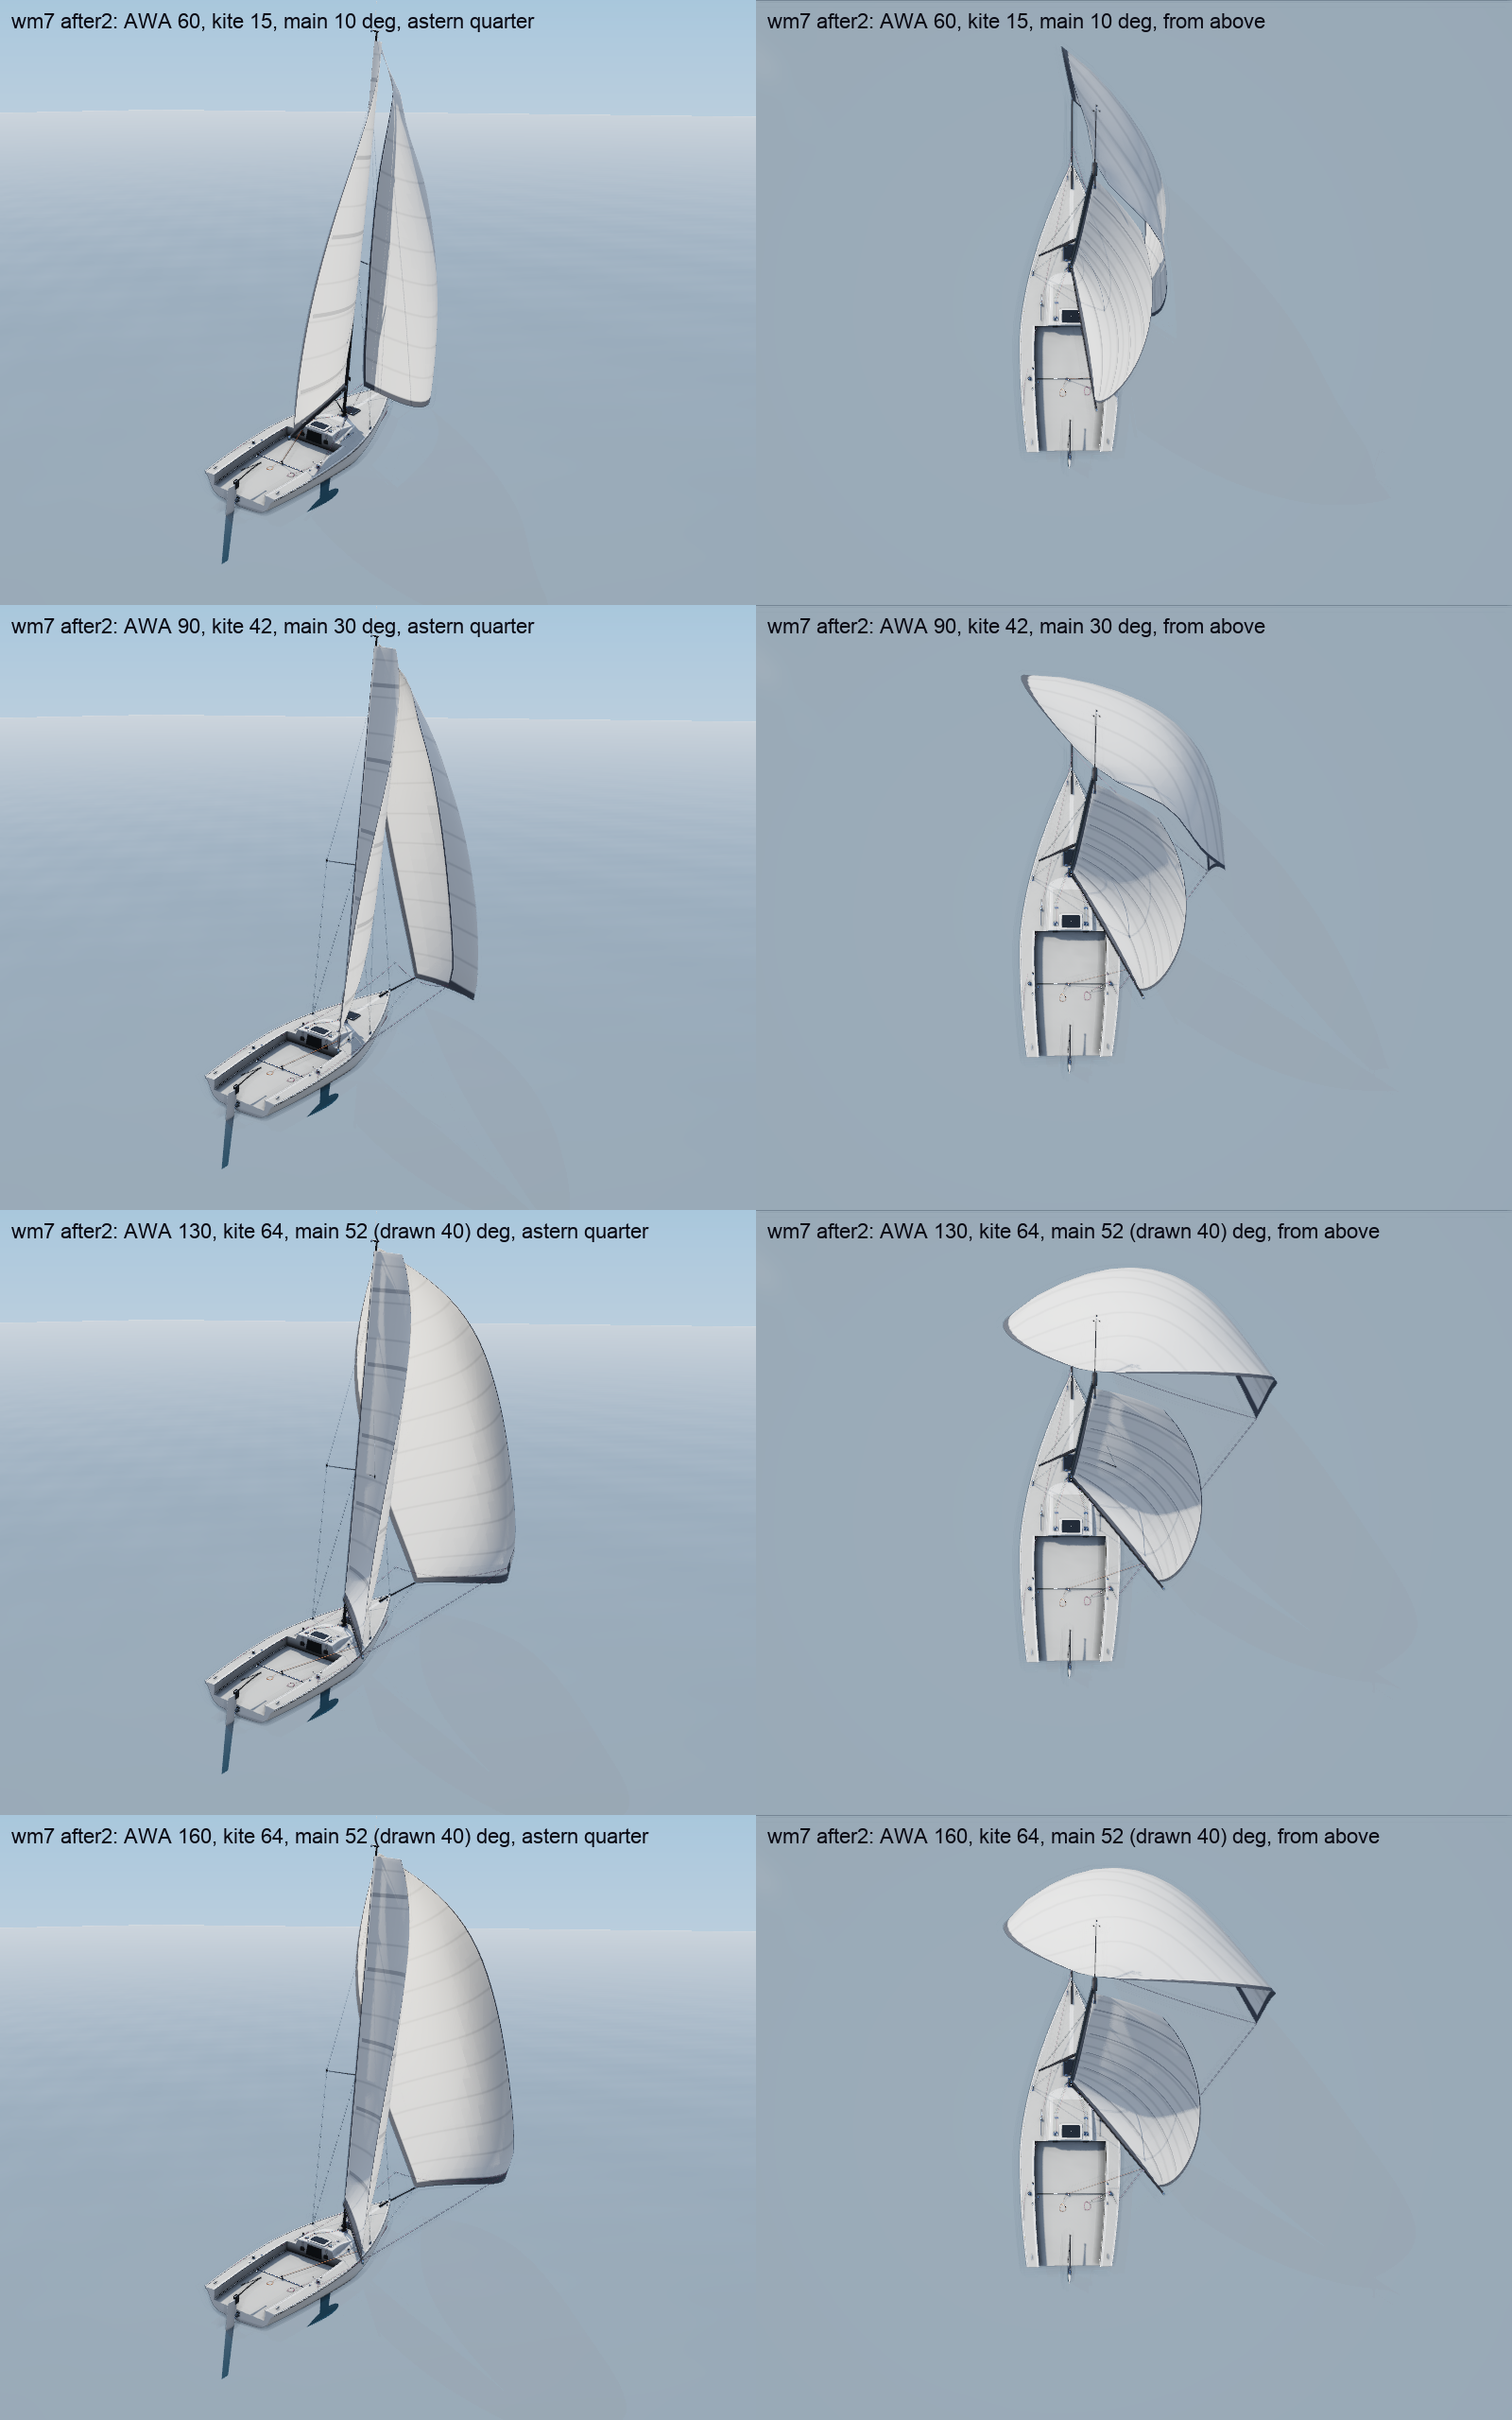 wm7 after2: AWA 60, kite 15, main 10 deg, astern quarter
wm7 after2: AWA 60, kite 15, main 10 deg, from above
wm7 after2: AWA 90, kite 42, main 30 deg, astern quarter
wm7 after2: AWA 90, kite 42, main 30 deg, from above
wm7 after2: AWA 130, kite 64, main 52 (drawn 40) deg, astern quarter
wm7 after2: AWA 130, kite 64, main 52 (drawn 40) deg, from above
wm7 after2: AWA 160, kite 64, main 52 (drawn 40) deg, astern quarter
wm7 after2: AWA 160, kite 64, main 52 (drawn 40) deg, from above